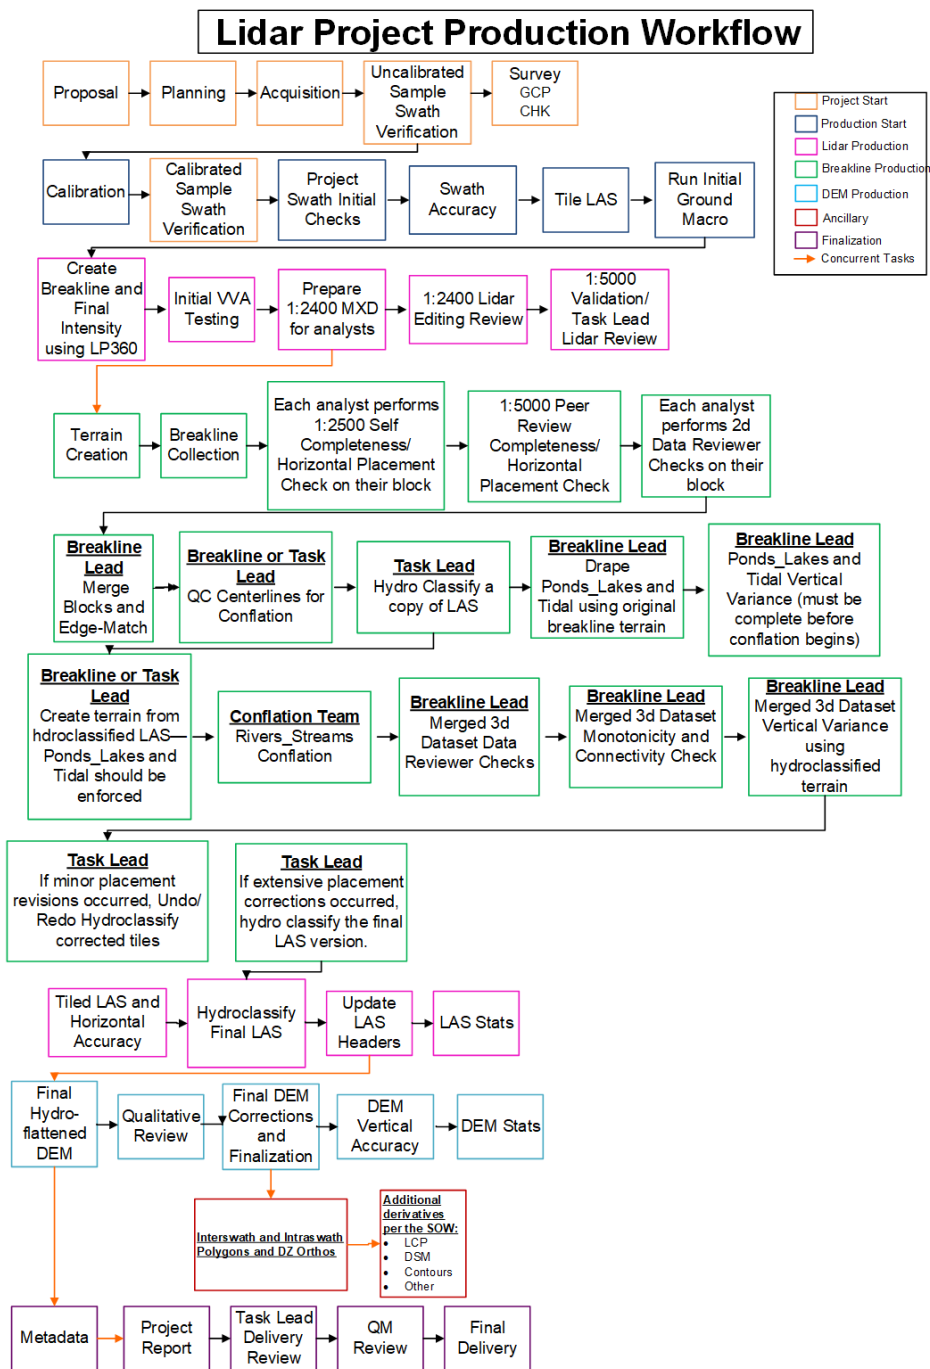 Lidar Project Production Workflow
Proposal
Planning
Acquisition
Uncalibrated
Sample
Swath
Verification
Survey
GCP
CHK
Project Start
Production Start
Lidar Production
Breakline Production
DEM Production
Ancillary
Finalization
Concurrent Tasks
Calibration
Calibrated
Sample
Swath
Verification
Project
Swath Initial
Checks
Swath
Accuracy
Tile LAS
Run Initial
Ground
Macro
Create
Breakline and
Final
Intensity
using LP360
Initial VVA
Testing
Prepare
1:2400 MXD
for analysts
1:2400 Lidar
Editing Review
1:5000
Validation/
Task Lead
Lidar Review
Terrain
Creation
Breakline
Collection
Each analyst performs
1:2500 Self
Completeness/
Horizontal Placement
Check on their block
1:5000 Peer
Review
Completeness/
Horizontal
Placement Check
Each analyst
performs 2d
Data Reviewer
Checks on their
block
Breakline
Lead
Merge
Blocks and
Edge-Match
Breakline or Task
Lead
QC Centerlines for
Conflation
Task Lead
Hydro Classify a
copy of LAS
Breakline Lead
Drape
Ponds_Lakes and
Tidal using original
breakline terrain
Breakline Lead
Ponds_Lakes and
Tidal Vertical
Variance (must be
complete before
conflation begins)
Breakline or Task
Lead
Create terrain from
hdroclassified LAS—
Ponds_Lakes and
Tidal should be
enforced
Conflation Team
Rivers_Streams
Conflation
Breakline Lead
Merged 3d
Dataset Data
Reviewer Checks
Breakline Lead
Merged 3d Dataset
Monotonicity and
Connectivity Check
Breakline Lead
Merged 3d Dataset
Vertical Variance
using
hydroclassified
terrain
Task Lead
If minor placement
revisions occurred, Undo/
Redo Hydroclassify
corrected tiles
Task Lead
If extensive placement
corrections occurred,
hydro classify the final
LAS version.
Tiled LAS and
Horizontal
Accuracy
Hydroclassify
Final LAS
Update
LAS
Headers
LAS Stats
Final
Hydro-
flattened
DEM
Qualitative
Review
Final DEM
Corrections
and
Finalization
DEM
Vertical
Accuracy
DEM Stats
Interswath and Intraswath
Polygons and DZ Orthos
Additional
derivatives
per the SOW:
• LCP
• DSM
• Contours
• Other
Metadata
Project
Report
Task Lead
Delivery
Review
QM
Review
Final
Delivery